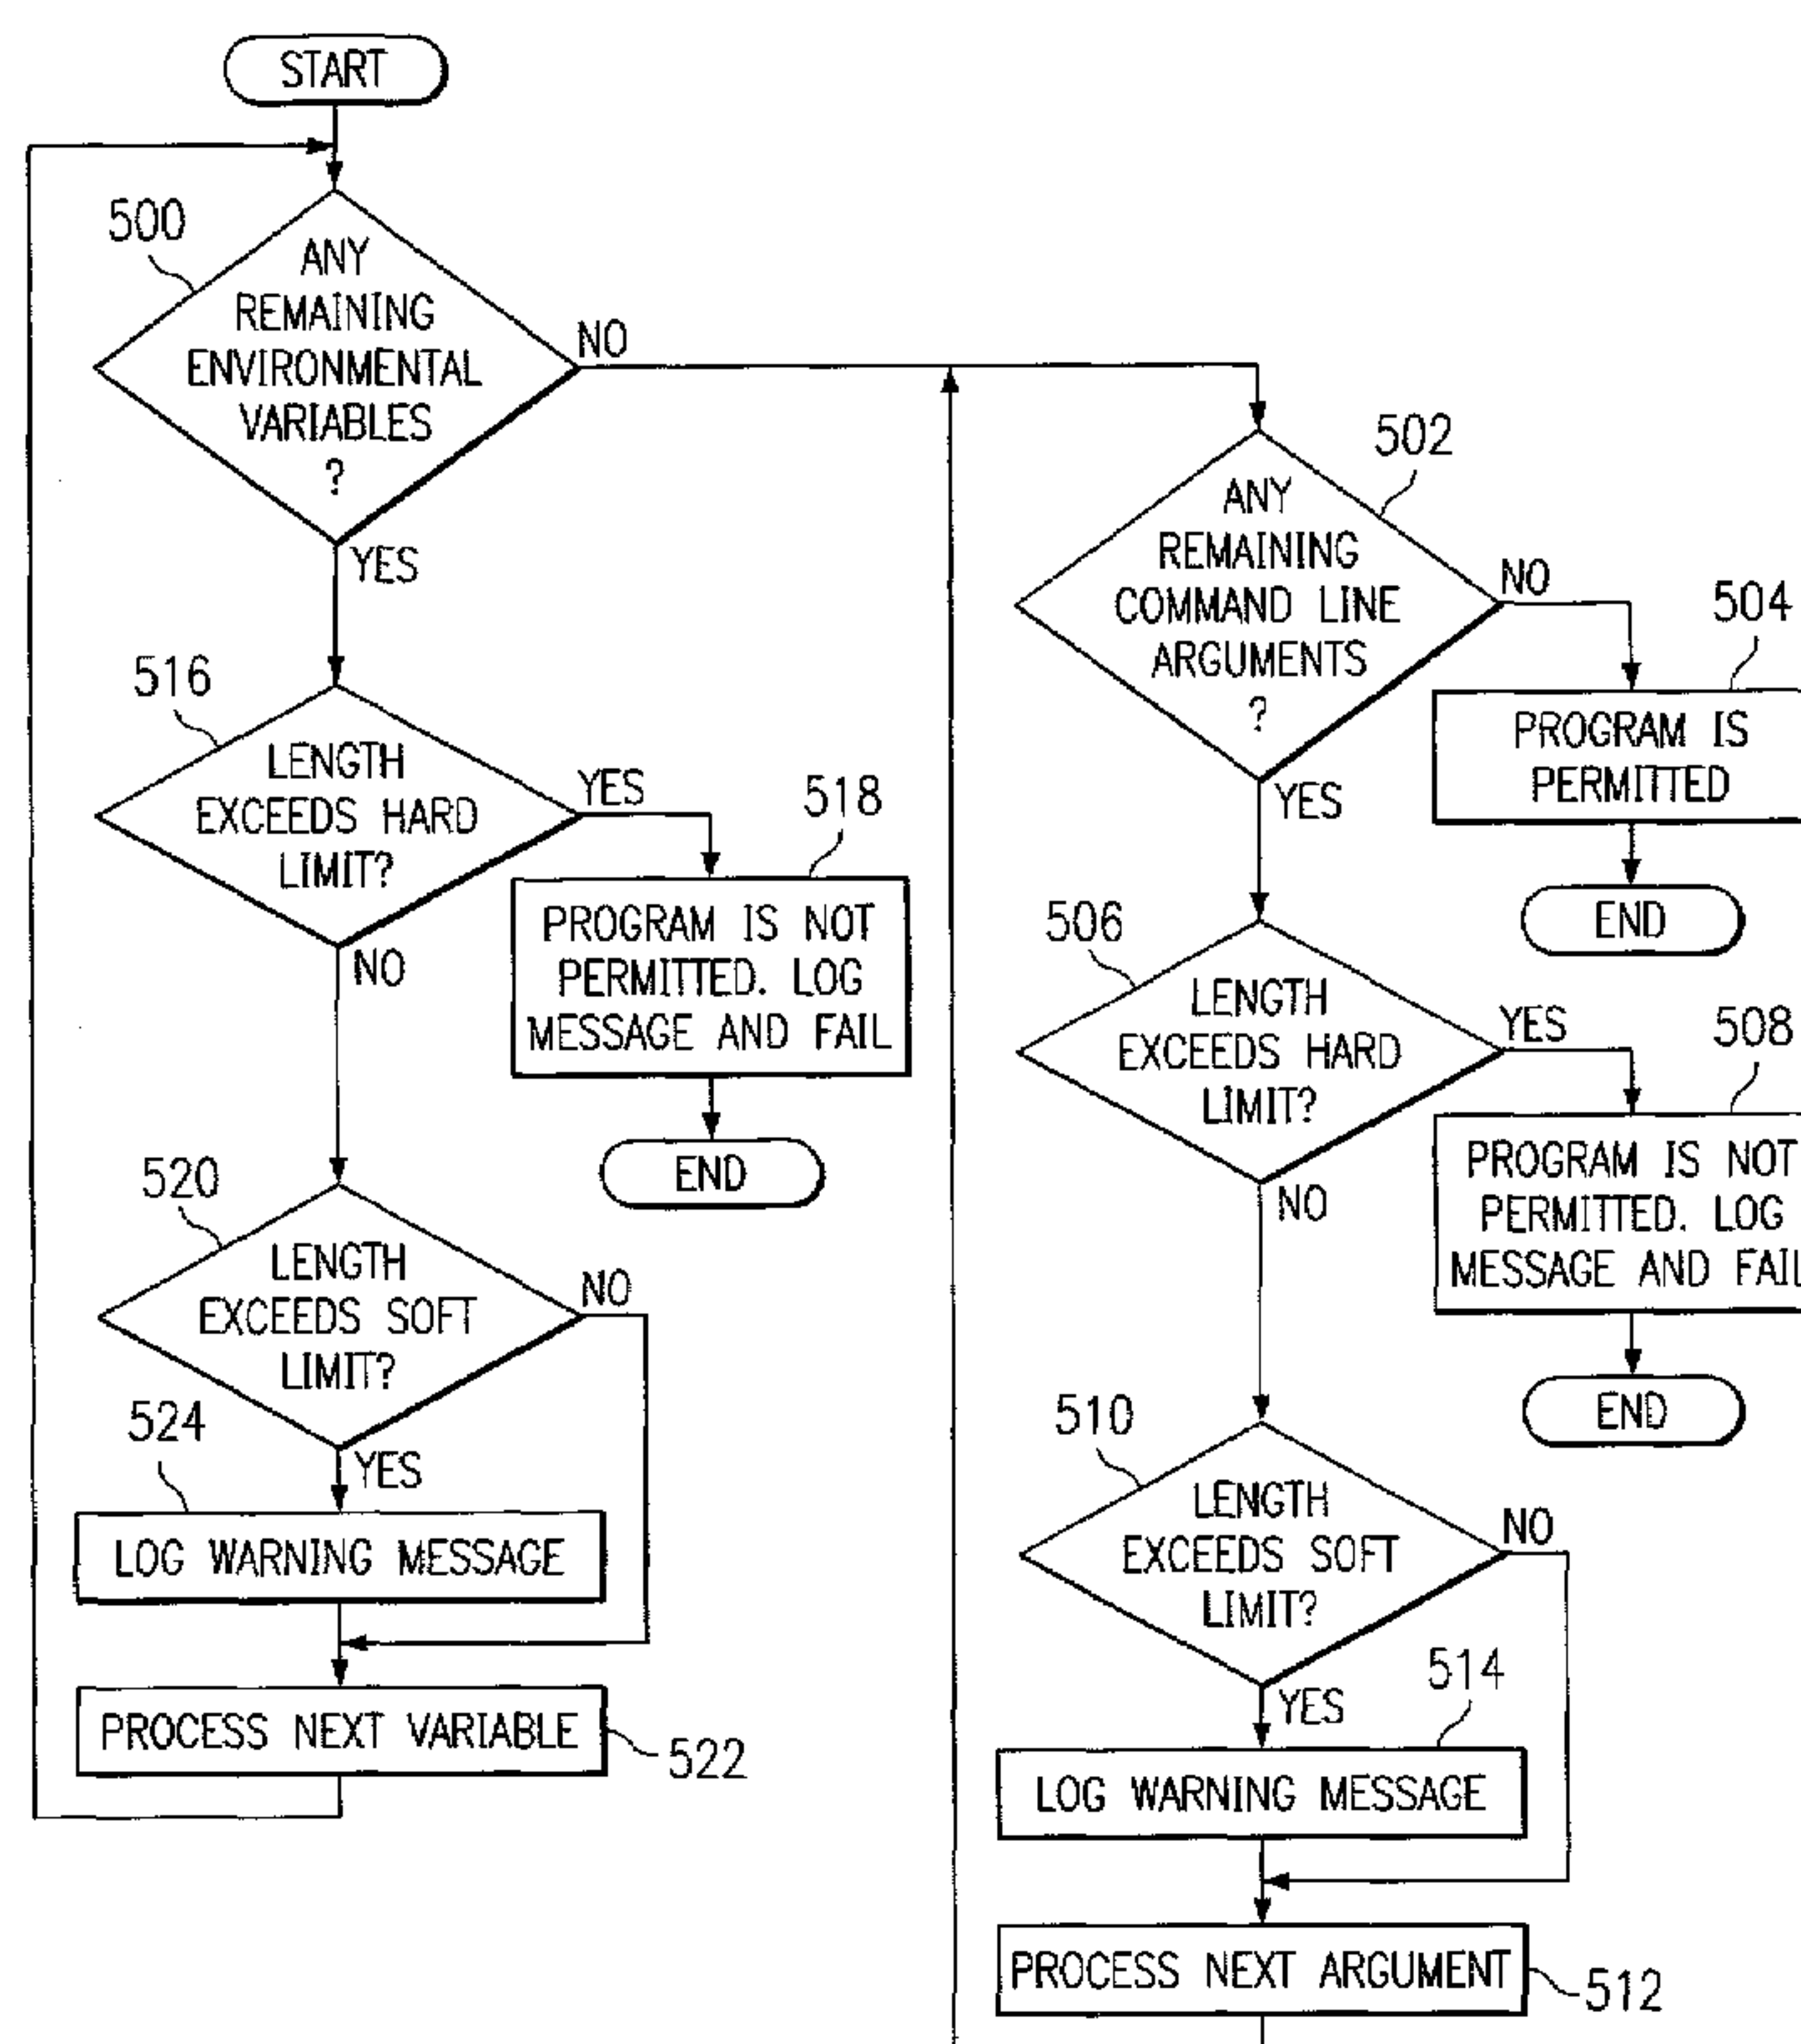 START
500
ANY
REMAINING
ENVIRONMENTAL
VARIABLES
?
NO
YES
516
LENGTH
EXCEEDS HARD
LIMIT?
YES
518
PROGRAM IS NOT
PERMITTED. LOG
MESSAGE AND FAIL
END
NO
520
LENGTH
EXCEEDS SOFT
LIMIT?
NO
524
YES
LOG WARNING MESSAGE
PROCESS NEXT VARIABLE
522
502
ANY
REMAINING
COMMAND LINE
ARGUMENTS
?
NO
504
PROGRAM IS
PERMITTED
END
YES
506
LENGTH
EXCEEDS HARD
LIMIT?
YES
508
PROGRAM IS NOT
PERMITTED. LOG
MESSAGE AND FAIL
END
NO
510
LENGTH
EXCEEDS SOFT
LIMIT?
NO
514
YES
LOG WARNING MESSAGE
PROCESS NEXT ARGUMENT
512